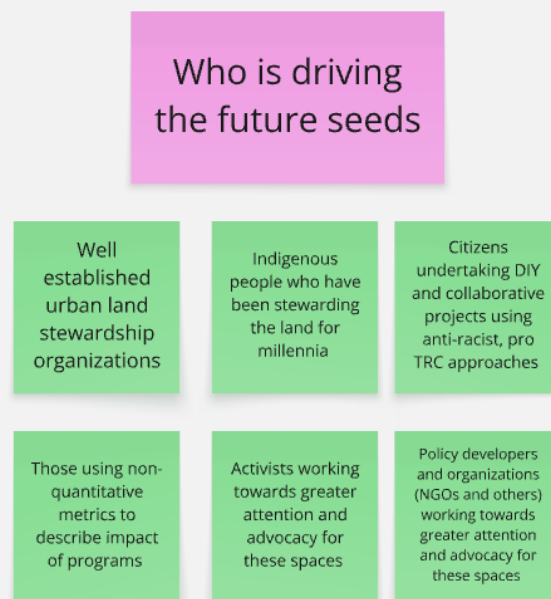 Who is driving
the future seeds
Well
established
urban land
stewardship
organizations
Indigenous
people who have
been stewarding
the land for
millennia
Citizens
undertaking DIY
and collaborative
projects using
anti-racist, pro
TRC approaches
Those using non-
quantitative
metrics to
describe impact
of programs
Activists working
towards greater
attention and
advocacy for
these spaces
Policy developers
and organizations
(NGOs and others)
working towards
greater attention
and advocacy for
these spaces